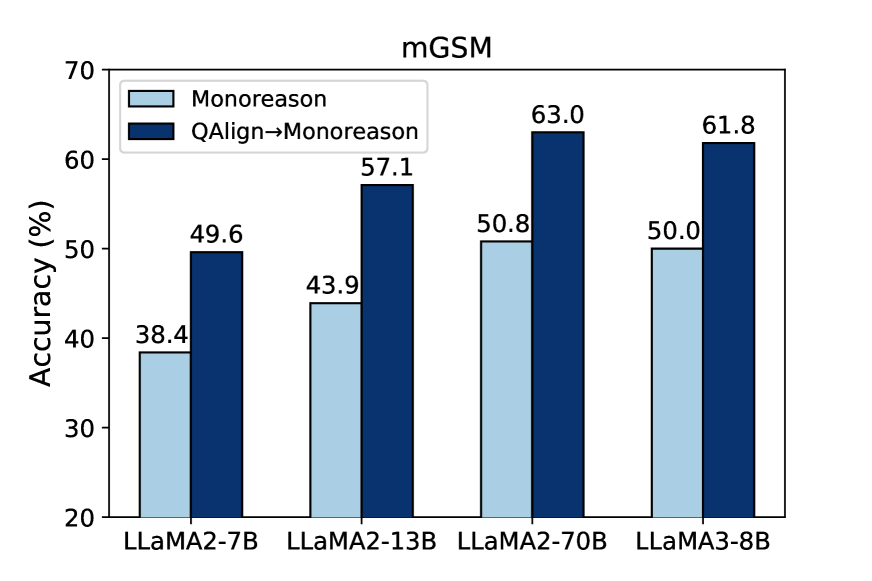 mGSM
Monoreason
QAlign→Monoreason
Accuracy (%)
70
60
50
40
30
20
38.4
49.6
43.9
57.1
50.8
63.0
50.0
61.8
LLaMA2-7B
LLaMA2-13B
LLaMA2-70B
LLaMA3-8B